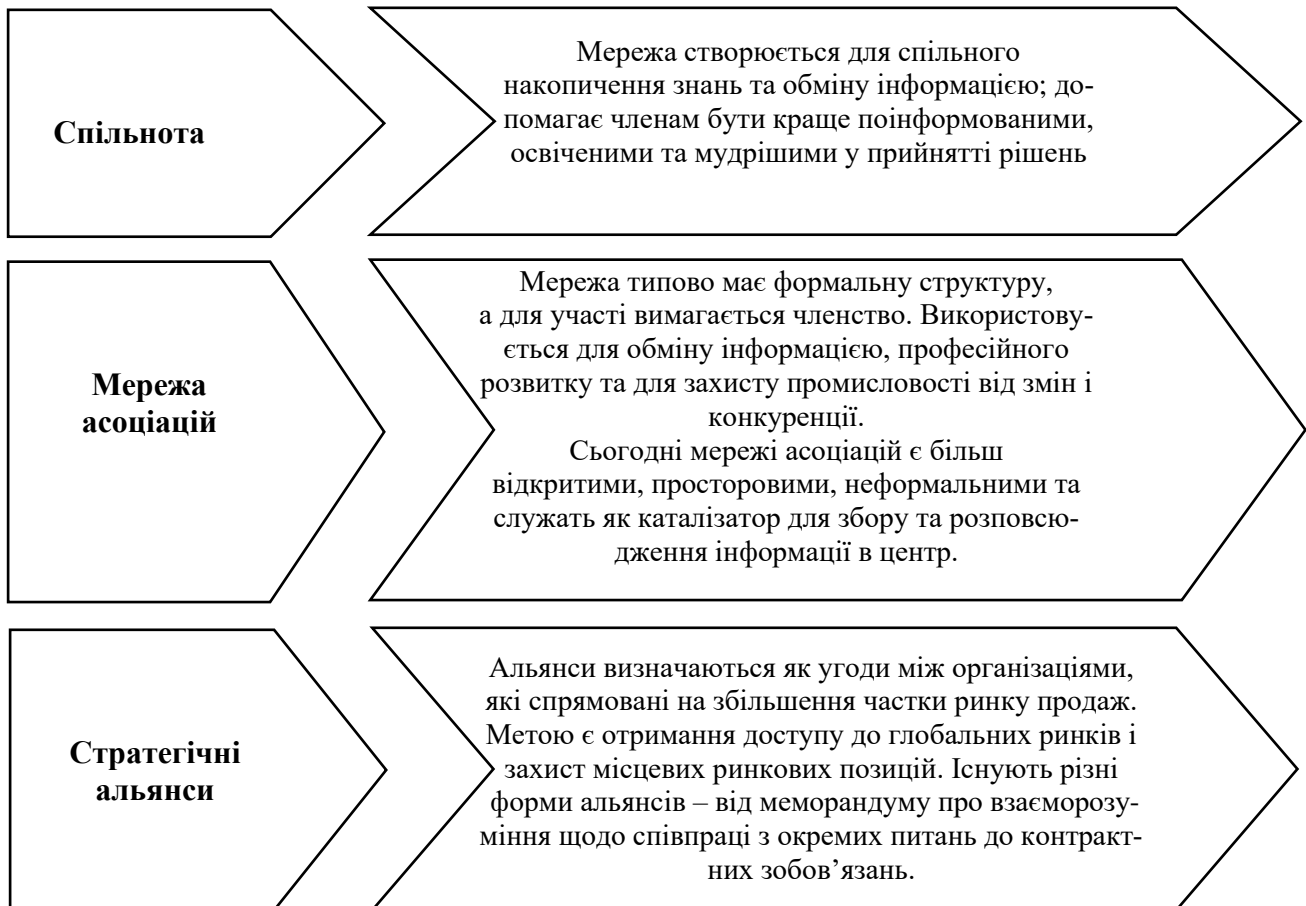 Спільнота
Мережа створюється для спільного
накопичення знань та обміну інформацією; до-
помагає членам бути краще поінформованими,
освіченими та мудрішими у прийнятті рішень
Мережа
асоціацій
Мережа типово має формальну структуру,
а для участі вимагається членство. Використову-
ється для обміну інформацією, професійного
розвитку та для захисту промисловості від змін і
конкуренції.
Сьогодні мережі асоціацій є більш
відкритими, просторовими, неформальними та
служать як каталізатор для збору та розповсю-
дження інформації в центр.
Стратегічні
альянси
Альянси визначаються як угоди між організаціями,
які спрямовані на збільшення частки ринку продаж.
Метою є отримання доступу до глобальних ринків і
захист місцевих ринкових позицій. Існують різні
форми альянсів – від меморандуму про взаєморозу-
міння щодо співпраці з окремих питань до контракт-
них зобов’язань.